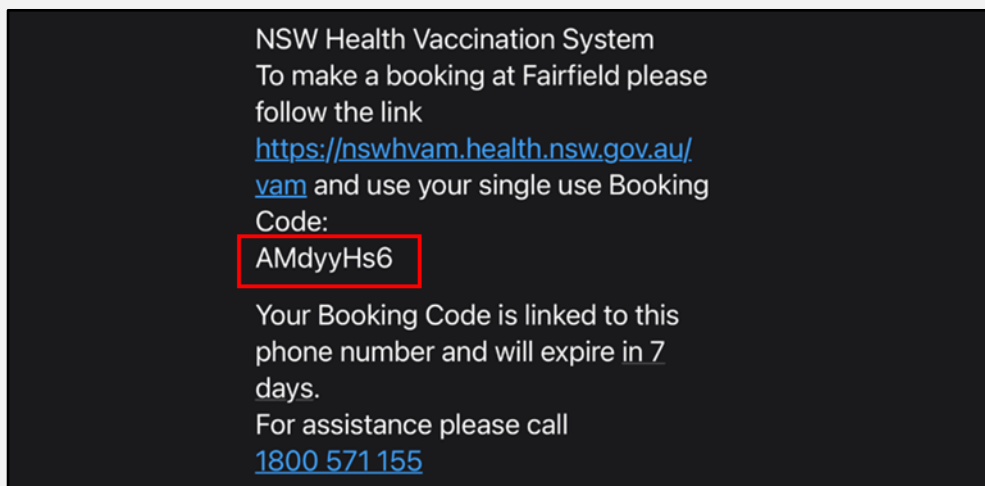 NSW Health Vaccination System
To make a booking at Fairfield please
follow the link
https://nswhvam.health.nsw.gov.au/
vam and use your single use Booking
Code:
AMdyyHs6
Your Booking Code is linked to this
phone number and will expire in 7
days.
For assistance please call
1800 571 155